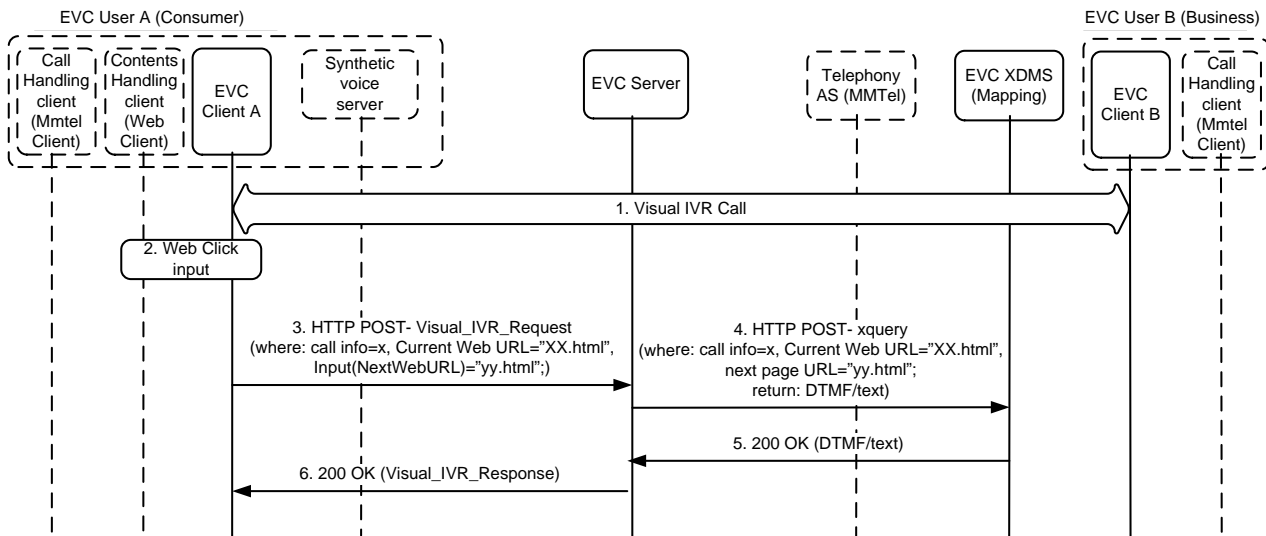 EVC User A (Consumer)
EVC User B (Business)
Call
Handling
client
(Mmtel
Client)
Contents
Handling
client
(Web
Client)
EVC
Client A
Synthetic
voice
server
EVC Server
Telephony
AS (MMTel)
EVC XDMS
(Mapping)
EVC
Client B
Call
Handling
client
(Mmtel
Client)
1. Visual IVR Call
2. Web Click
input
3. HTTP POST- Visual_IVR_Request
(where: call info=x, Current Web URL=”XX.html”,
Input(NextWebURL)=”yy.html”;)
4. HTTP POST- xquery
(where: call info=x, Current Web URL=”XX.html”,
next page URL=”yy.html”;
return: DTMF/text)
5. 200 OK (DTMF/text)
6. 200 OK (Visual_IVR_Response)